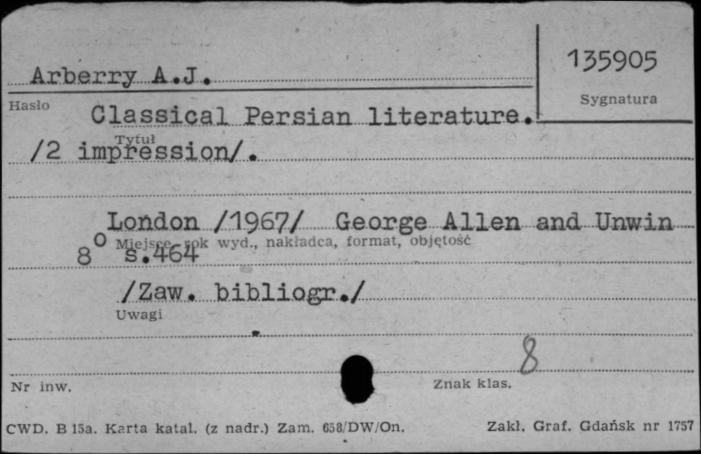 Arberry A.J.
135905
Hasło
Sygnatura
Classical Persian literature.
Tytuł
/2 impression/.
London /1967/ George Allen and Unwin
Miejsce, rok wyd., nakładca, format, objętość
8° s.464
/Zaw. bibliogr./
Uwagi
8
Nr inw.
Znak klas.
CWD. B 15a. Karta katal. (z nadr.) Zam. 658/DW/On.
Zakł. Graf. Gdańsk nr 1757